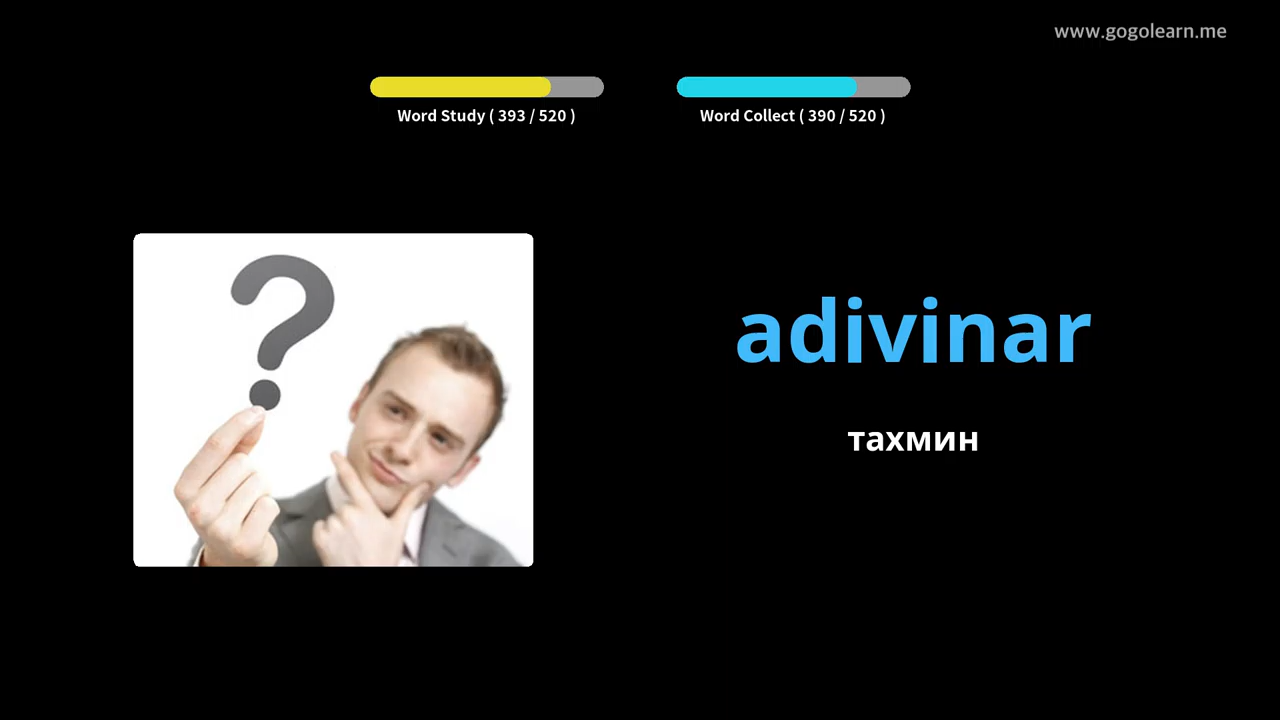 www.gogolearn.me
Word Study ( 393 / 520 )
Word Collect ( 390 / 520 )
?
adivinar
тахмин